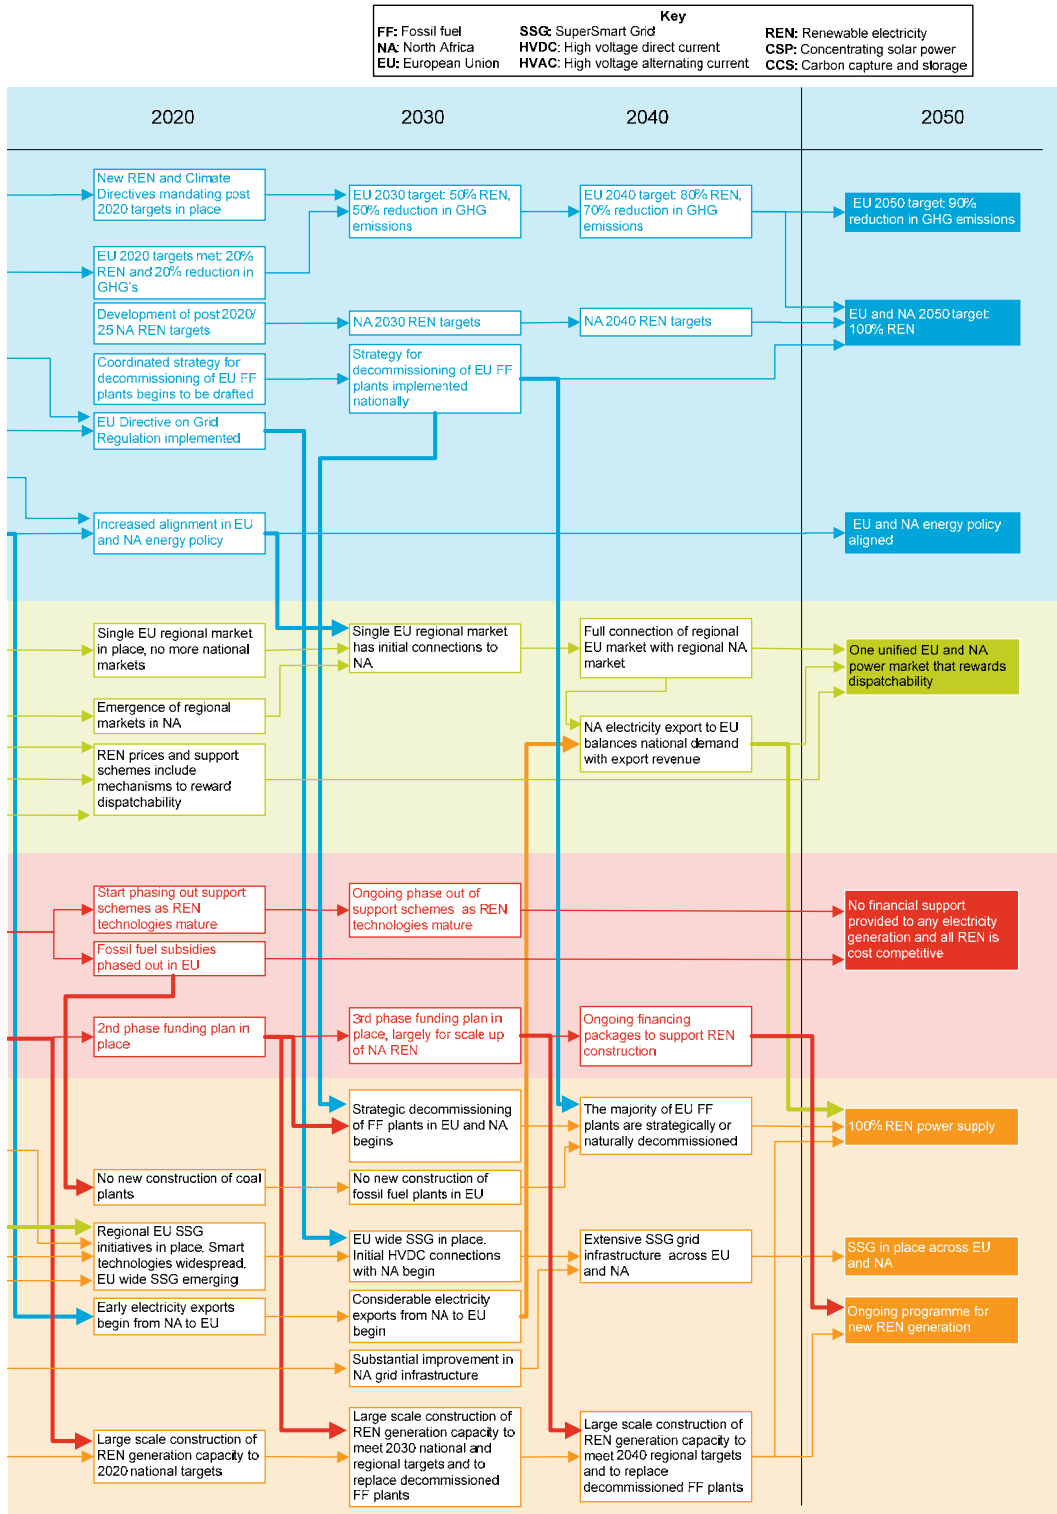 Key
FF: Fossil fuel
NA: North Africa
EU: European Union
SSG: SuperSmart Grid
HVDC: High voltage direct current
HVAC: High voltage alternating current
REN: Renewable electricity
CSP: Concentrating solar power
CCS: Carbon capture and storage
2020
2030
2040
2050
New REN and Climate
Directives mandating post
2020 targets in place
EU 2030 target: 50% REN,
50% reduction in GHG
emissions
EU 2040 target: 80% REN,
70% reduction in GHG
emissions
EU 2050 target: 90%
reduction in GHG emissions
EU 2020 targets met: 20%
REN and 20% reduction in
GHG's
Development of post 2020/
25 NA REN targets
NA 2030 REN targets
NA 2040 REN targets
EU and NA 2050 target:
100% REN
Coordinated strategy for
decommissioning of EU FF
plants begins to be drafted
Strategy for
decommissioning of EU FF
plants implemented
nationally
EU Directive on Grid
Regulation implemented
Increased alignment in EU
and NA energy policy
EU and NA energy policy
aligned
Single EU regional market
in place, no more national
markets
Single EU regional market
has initial connections to
NA
Full connection of regional
EU market with regional NA
market
One unified EU and NA
power market that rewards
dispatchability
Emergence of regional
markets in NA
NA electricity export to EU
balances national demand
with export revenue
REN prices and support
schemes include
mechanisms to reward
dispatchability
Start phasing out support
schemes as REN
technologies mature
Ongoing phase out of
support schemes as REN
technologies mature
No financial support
provided to any electricity
generation and all REN is
cost competitive
Fossil fuel subsidies
phased out in EU
2nd phase funding plan in
place
3rd phase funding plan in
place, largely for scale up
of NA REN
Ongoing financing
packages to support REN
construction
Strategic decommissioning
of FF plants in EU and NA
begins
The majority of EU FF
plants are strategically or
naturally decommissioned
100% REN power supply
No new construction of coal
plants
No new construction of
fossil fuel plants in EU
Regional EU SSG
initiatives in place. Smart
technologies widespread.
EU wide SSG emerging
EU wide SSG in place.
Initial HVDC connections
with NA begin
Extensive SSG grid
infrastructure across EU
and NA
SSG in place across EU
and NA
Early electricity exports
begin from NA to EU
Considerable electricity
exports from NA to EU
begin
Ongoing programme for
new REN generation
Substantial improvement in
NA grid infrastructure
Large scale construction of
REN generation capacity to
2020 national targets
Large scale construction of
REN generation capacity to
meet 2030 national and
regional targets and to
replace decommissioned
FF plants
Large scale construction of
REN generation capacity to
meet 2040 regional targets
and to replace
decommissioned FF plants